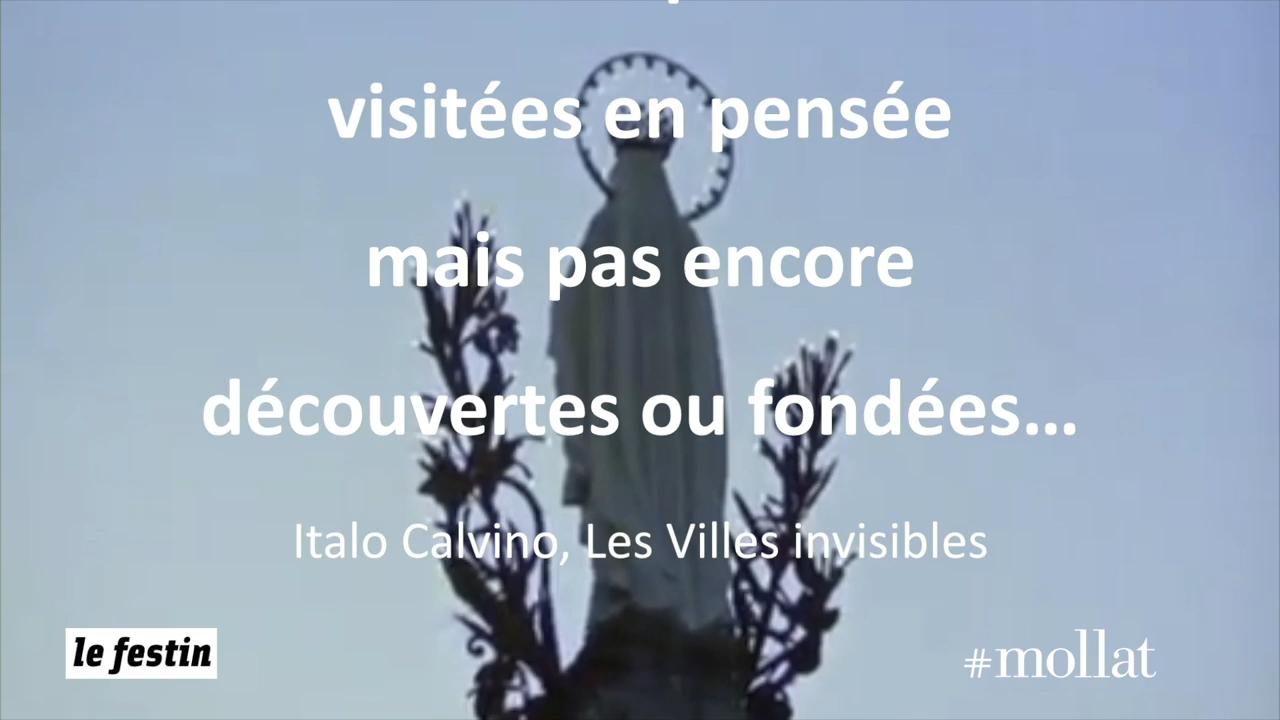 visitées en pensée
mais pas encore
découvertes ou fondées…
Italo Calvino, Les Villes invisibles
le festin
#mollat